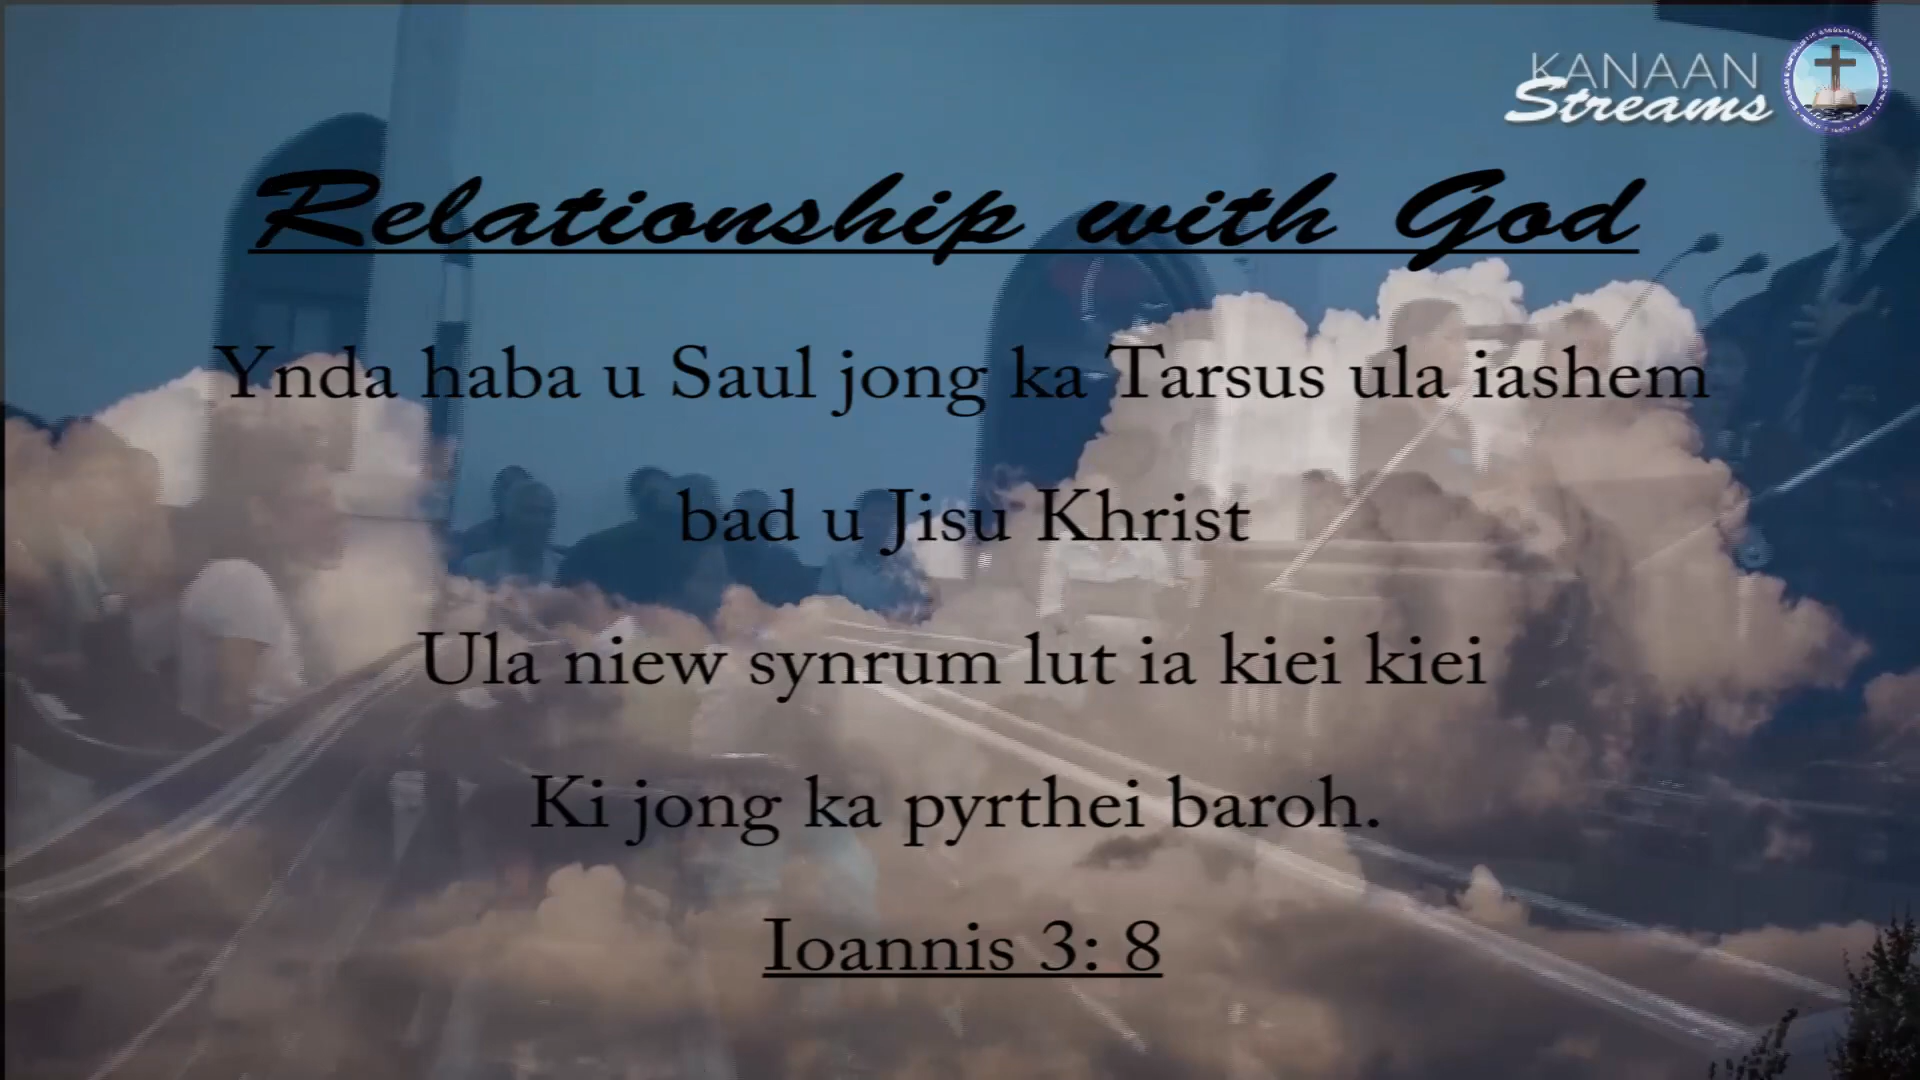 KANAAN
Streams
Relationship with God
Ynda haba u Saul jong ka Tarsus ula iashem
bad u Jisu Khrist
Ula niew synrum lut ia kiei kiei
Ki jong ka pyrthei baroh.
Ioannis 3: 8